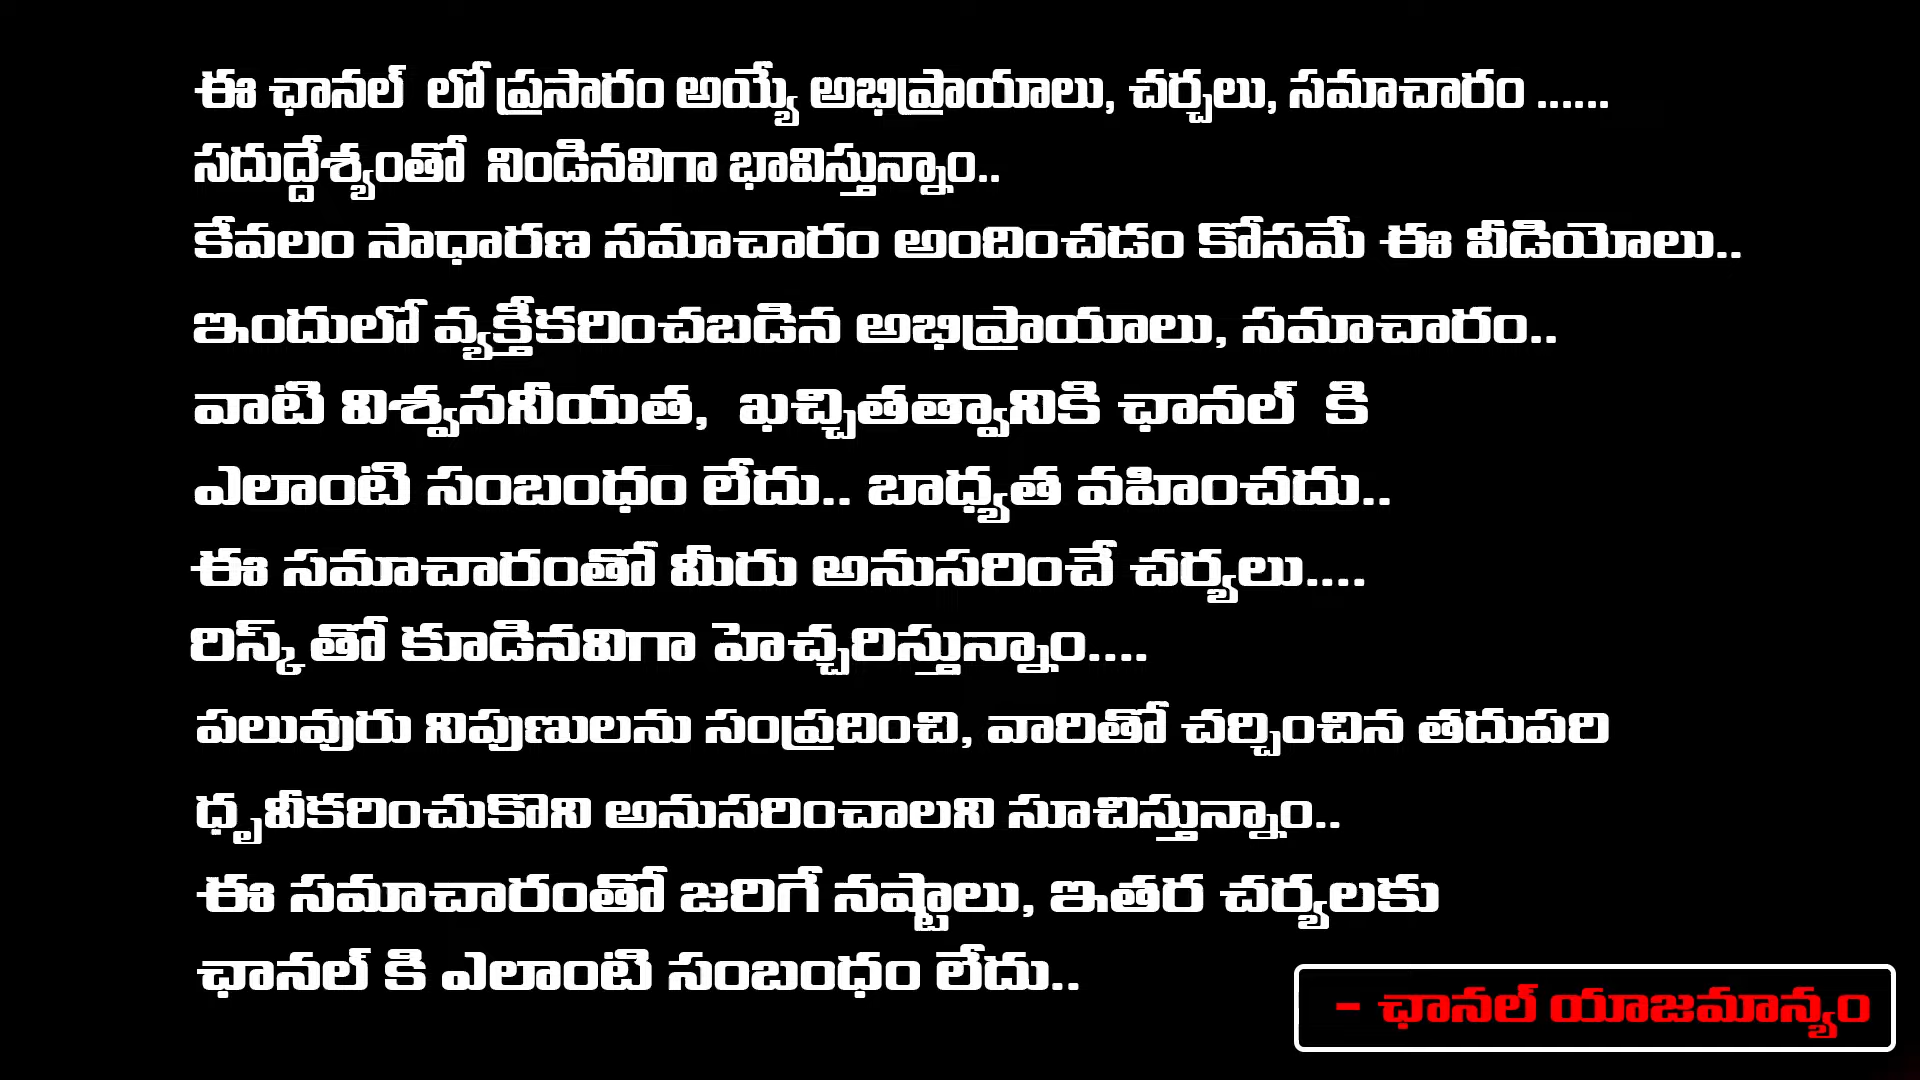 ఈ ఛానల్ లో ప్రసారం అయ్యే అభిప్రాయాలు, చర్చలు, సమాచారం ......
సదుద్దేశ్యంతో నిండినవిగా భావిస్తున్నాం..
కేవలం సాధారణ సమాచారం అందించడం కోసమే ఈ వీడియోలు..
ఇందులో వ్యక్తీకరించబడిన అభిప్రాయాలు, సమాచారం..
వాటి విశ్వసనీయత, ఖచ్చితత్వానికి ఛానల్ కి
ఎలాంటి సంబంధం లేదు.. బాధ్యత వహించదు..
ఈ సమాచారంతో మీరు అనుసరించే చర్యలు....
రిస్క్ తో కూడినవిగా హెచ్చరిస్తున్నాం....
పలువురు నిపుణులను సంప్రదించి, వారితో చర్చించిన తదుపరి
ధృవీకరించుకొని అనుసరించాలని సూచిస్తున్నాం..
ఈ సమాచారంతో జరిగే నష్టాలు, ఇతర చర్యలకు
ఛానల్ కి ఎలాంటి సంబంధం లేదు..
- ఛానల్ యాజమాన్యం